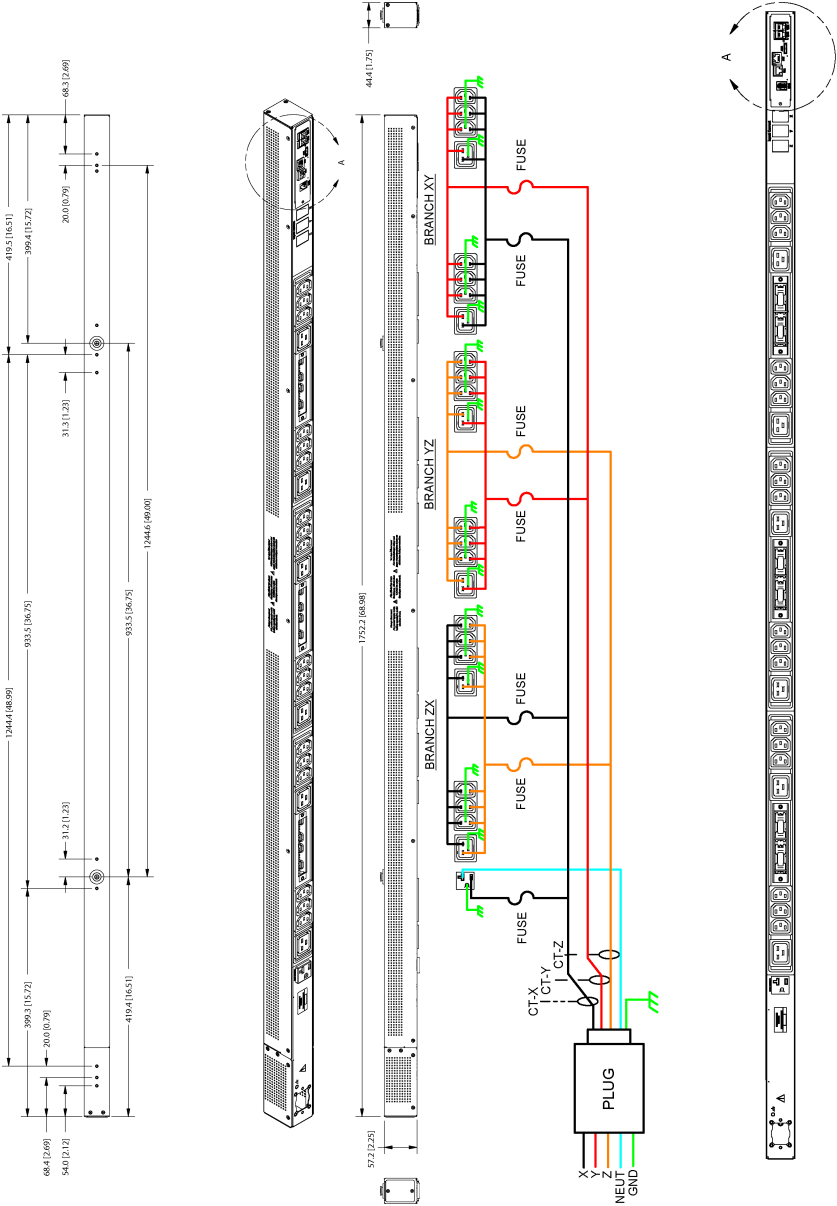 68.3 [2.69]
419.5 [16.51]
399.4 [15.72]
20.0 [0.79]
31.3 [1.23]
1244.6 [49.00]
933.5 [36.75]
933.5 [36.75]
1244.4 [48.99]
31.2 [1.23]
399.3 [15.72]
419.4 [16.51]
20.0 [0.79]
68.4 [2.69]
54.0 [2.12]
A
44.4 [1.75]
1752.2 [68.98]
57.2 [2.25]
BRANCH XY
FUSE
FUSE
BRANCH YZ
FUSE
FUSE
BRANCH ZX
FUSE
FUSE
FUSE
CT-X
CT-Y
CT-Z
PLUG
X
Y
Z
NEUT
GND
A